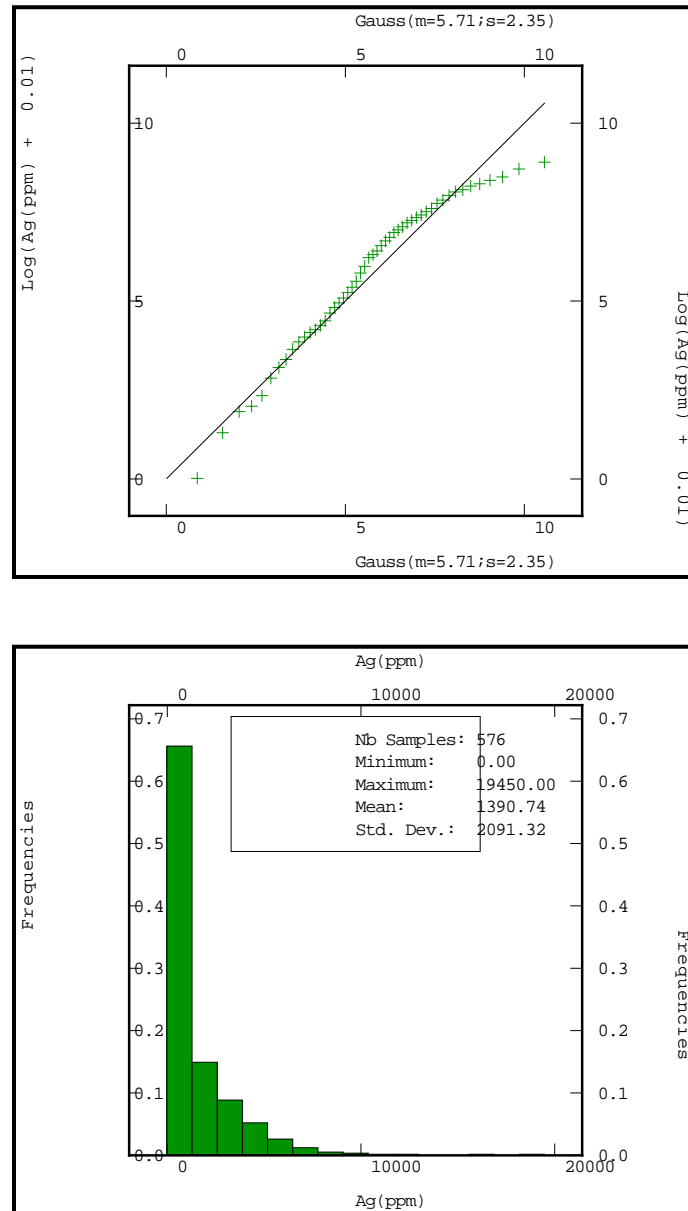 Gauss(m=5.71;s=2.35)
0 5 10
Log(Ag(ppm) + 0.01)
10 10
5 5
0 0
Log(Ag(ppm) + 0.01)
0 5 10
Gauss(m=5.71;s=2.35)
Ag(ppm)
0 10000 20000
0.7 0.7
Nb Samples: 576
Minimum: 0.00
0.6 0.6
Maximum: 19450.00
Mean: 1390.74
0.5 0.5
Std. Dev.: 2091.32
Frequencies
0.4 0.4
0.3 0.3
Frequencies
0.2 0.2
0.1 0.1
0.0 0.0
0 10000 20000
Ag(ppm)